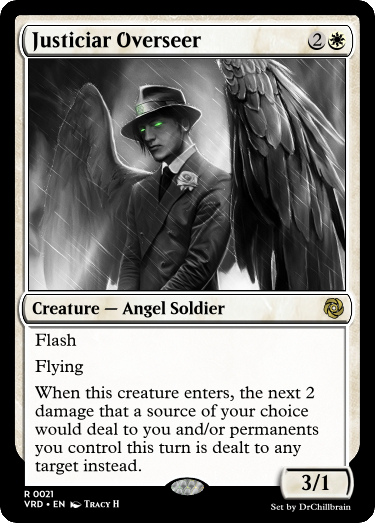 Justiciar Overseer 2
Creature — Angel Soldier
Flash
Flying
When this creature enters, the next 2
damage that a source of your choice
would deal to you and/or permanents
you control this turn is dealt to any
target instead.
3/1
R 0021
VRD • EN Tracy H
Set by DrChillbrain